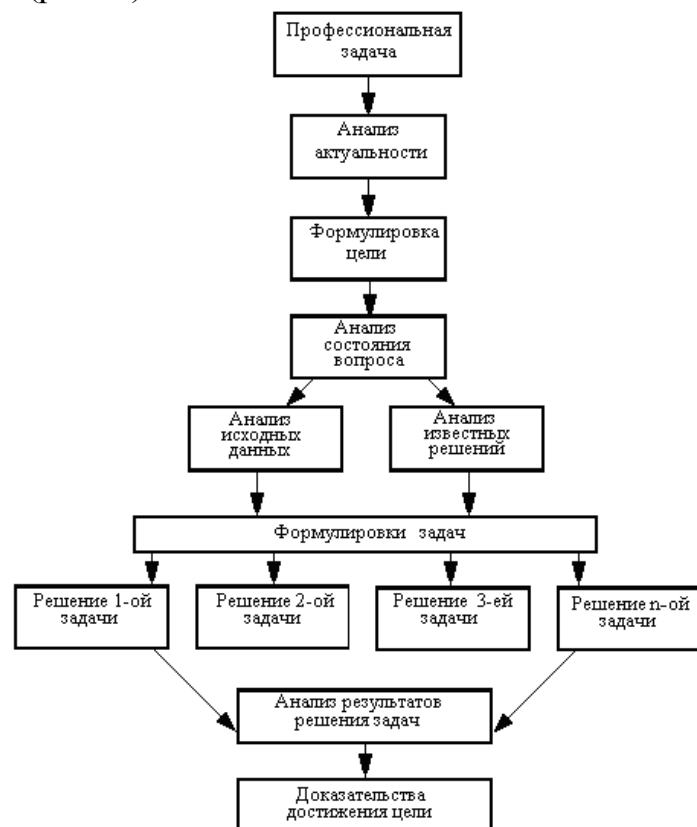 Профессиональная
задача
Анализ
актуальности
Формулировка
цели
Анализ
состояния
вопроса
Анализ
исходных
данных
Анализ
известных
решений
Формулировки задач
Решение 1-ой
задачи
Решение 2-ой
задачи
Решение 3-ей
задачи
Решение n-ой
задачи
Анализ результатов
решения задач
Доказательства
достижения цели